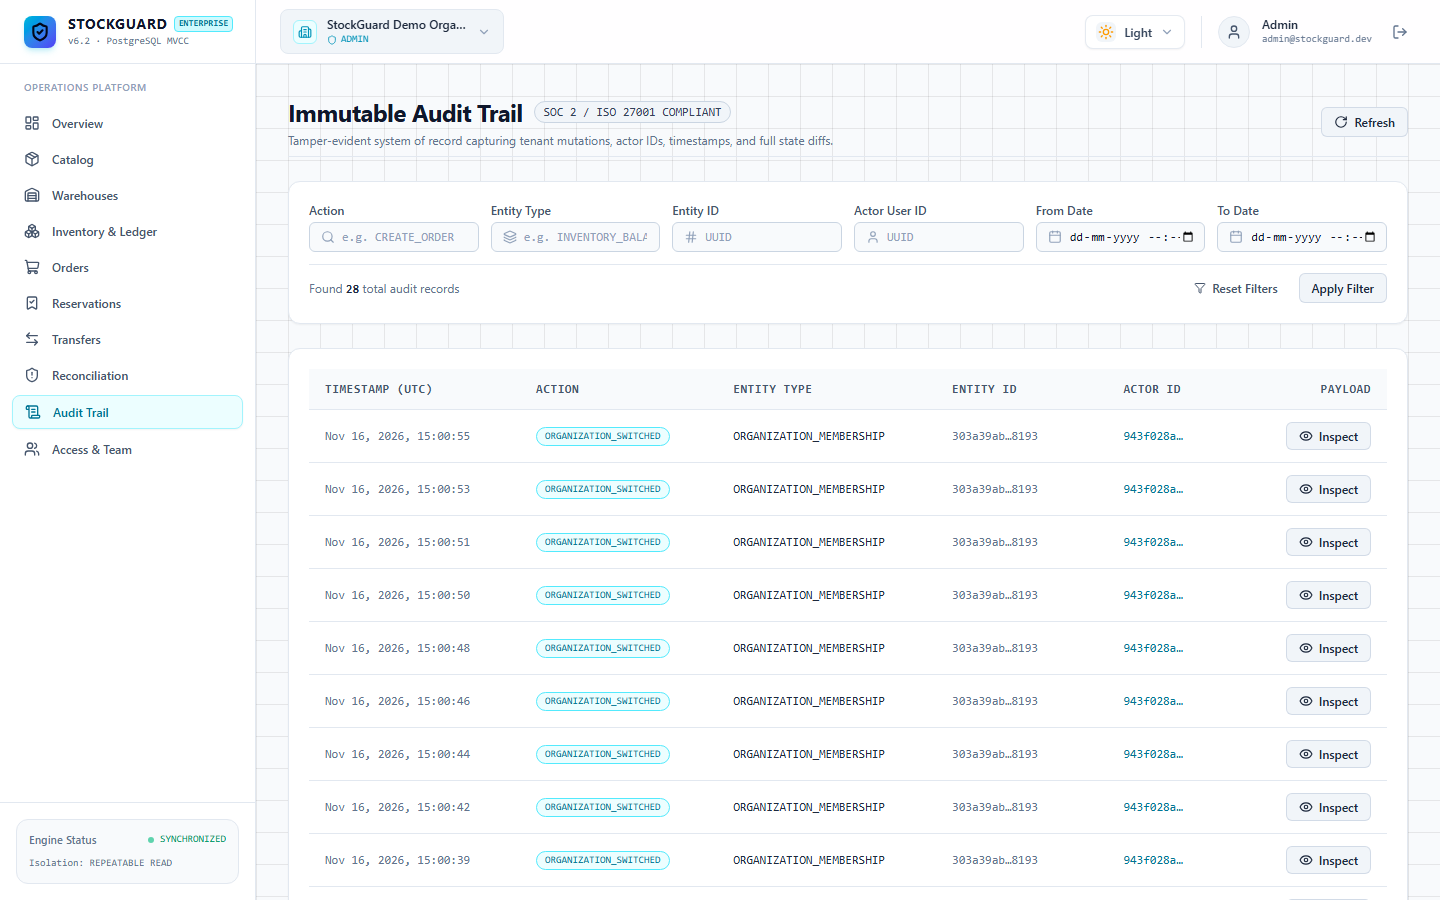 STOCKGUARD ENTERPRISE
v6.2 · PostgreSQL MVCC
StockGuard Demo Orga...
ADMIN
Light
Admin
admin@stockguard.dev
OPERATIONS PLATFORM
Overview
Catalog
Warehouses
Inventory & Ledger
Orders
Reservations
Transfers
Reconciliation
Audit Trail
Access & Team
Engine Status SYNCHRONIZED
Isolation: REPEATABLE READ
Immutable Audit Trail SOC 2 / ISO 27001 COMPLIANT
Tamper-evident system of record capturing tenant mutations, actor IDs, timestamps, and full state diffs.
Refresh
Action Entity Type Entity ID Actor User ID From Date To Date
e.g. CREATE_ORDER e.g. INVENTORY_BALA UUID UUID dd-mm-yyyy --:-- dd-mm-yyyy --:--
Found 28 total audit records Reset Filters Apply Filter
TIMESTAMP (UTC) ACTION ENTITY TYPE ENTITY ID ACTOR ID PAYLOAD
Nov 16, 2026, 15:00:55 ORGANIZATION_SWITCHED ORGANIZATION_MEMBERSHIP 303a39ab…8193 943f028a… Inspect
Nov 16, 2026, 15:00:53 ORGANIZATION_SWITCHED ORGANIZATION_MEMBERSHIP 303a39ab…8193 943f028a… Inspect
Nov 16, 2026, 15:00:51 ORGANIZATION_SWITCHED ORGANIZATION_MEMBERSHIP 303a39ab…8193 943f028a… Inspect
Nov 16, 2026, 15:00:50 ORGANIZATION_SWITCHED ORGANIZATION_MEMBERSHIP 303a39ab…8193 943f028a… Inspect
Nov 16, 2026, 15:00:48 ORGANIZATION_SWITCHED ORGANIZATION_MEMBERSHIP 303a39ab…8193 943f028a… Inspect
Nov 16, 2026, 15:00:46 ORGANIZATION_SWITCHED ORGANIZATION_MEMBERSHIP 303a39ab…8193 943f028a… Inspect
Nov 16, 2026, 15:00:44 ORGANIZATION_SWITCHED ORGANIZATION_MEMBERSHIP 303a39ab…8193 943f028a… Inspect
Nov 16, 2026, 15:00:42 ORGANIZATION_SWITCHED ORGANIZATION_MEMBERSHIP 303a39ab…8193 943f028a… Inspect
Nov 16, 2026, 15:00:39 ORGANIZATION_SWITCHED ORGANIZATION_MEMBERSHIP 303a39ab…8193 943f028a… Inspect